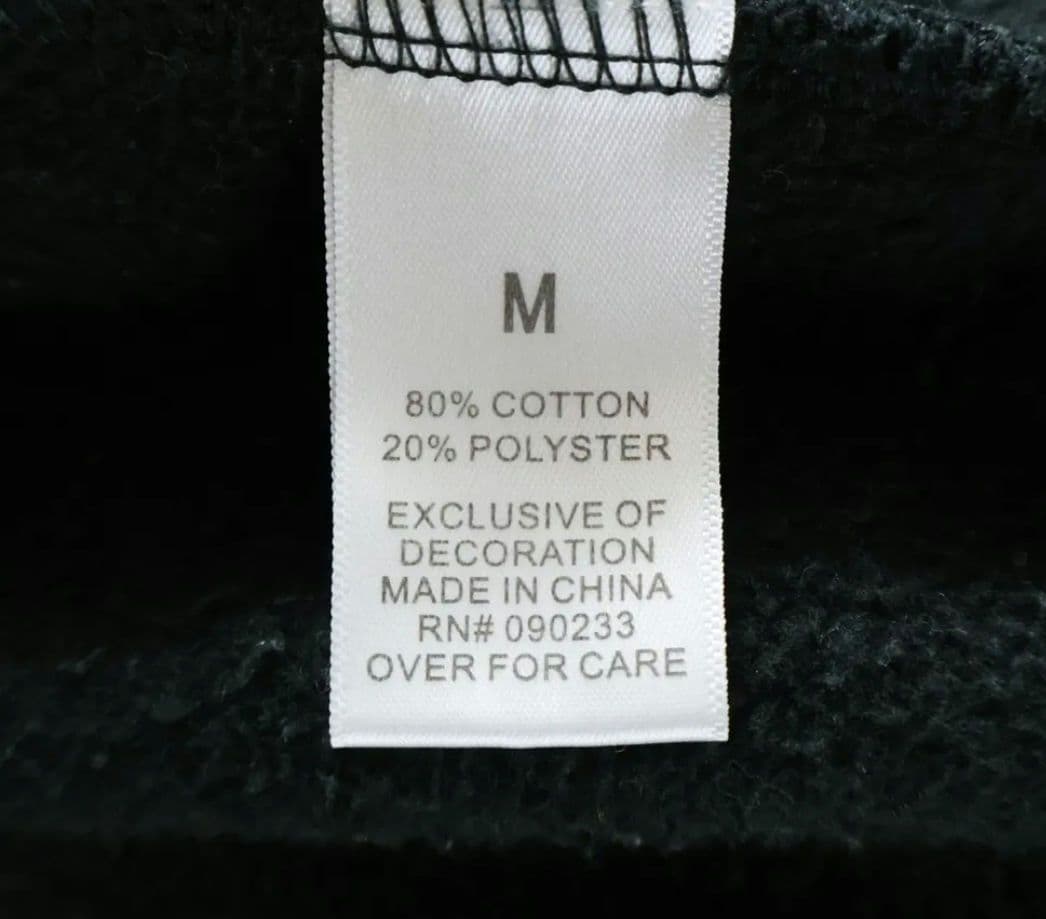 M
80% COTTON
20% POLYSTER
EXCLUSIVE OF
DECORATION
MADE IN CHINA
RN# 090233
OVER FOR CARE